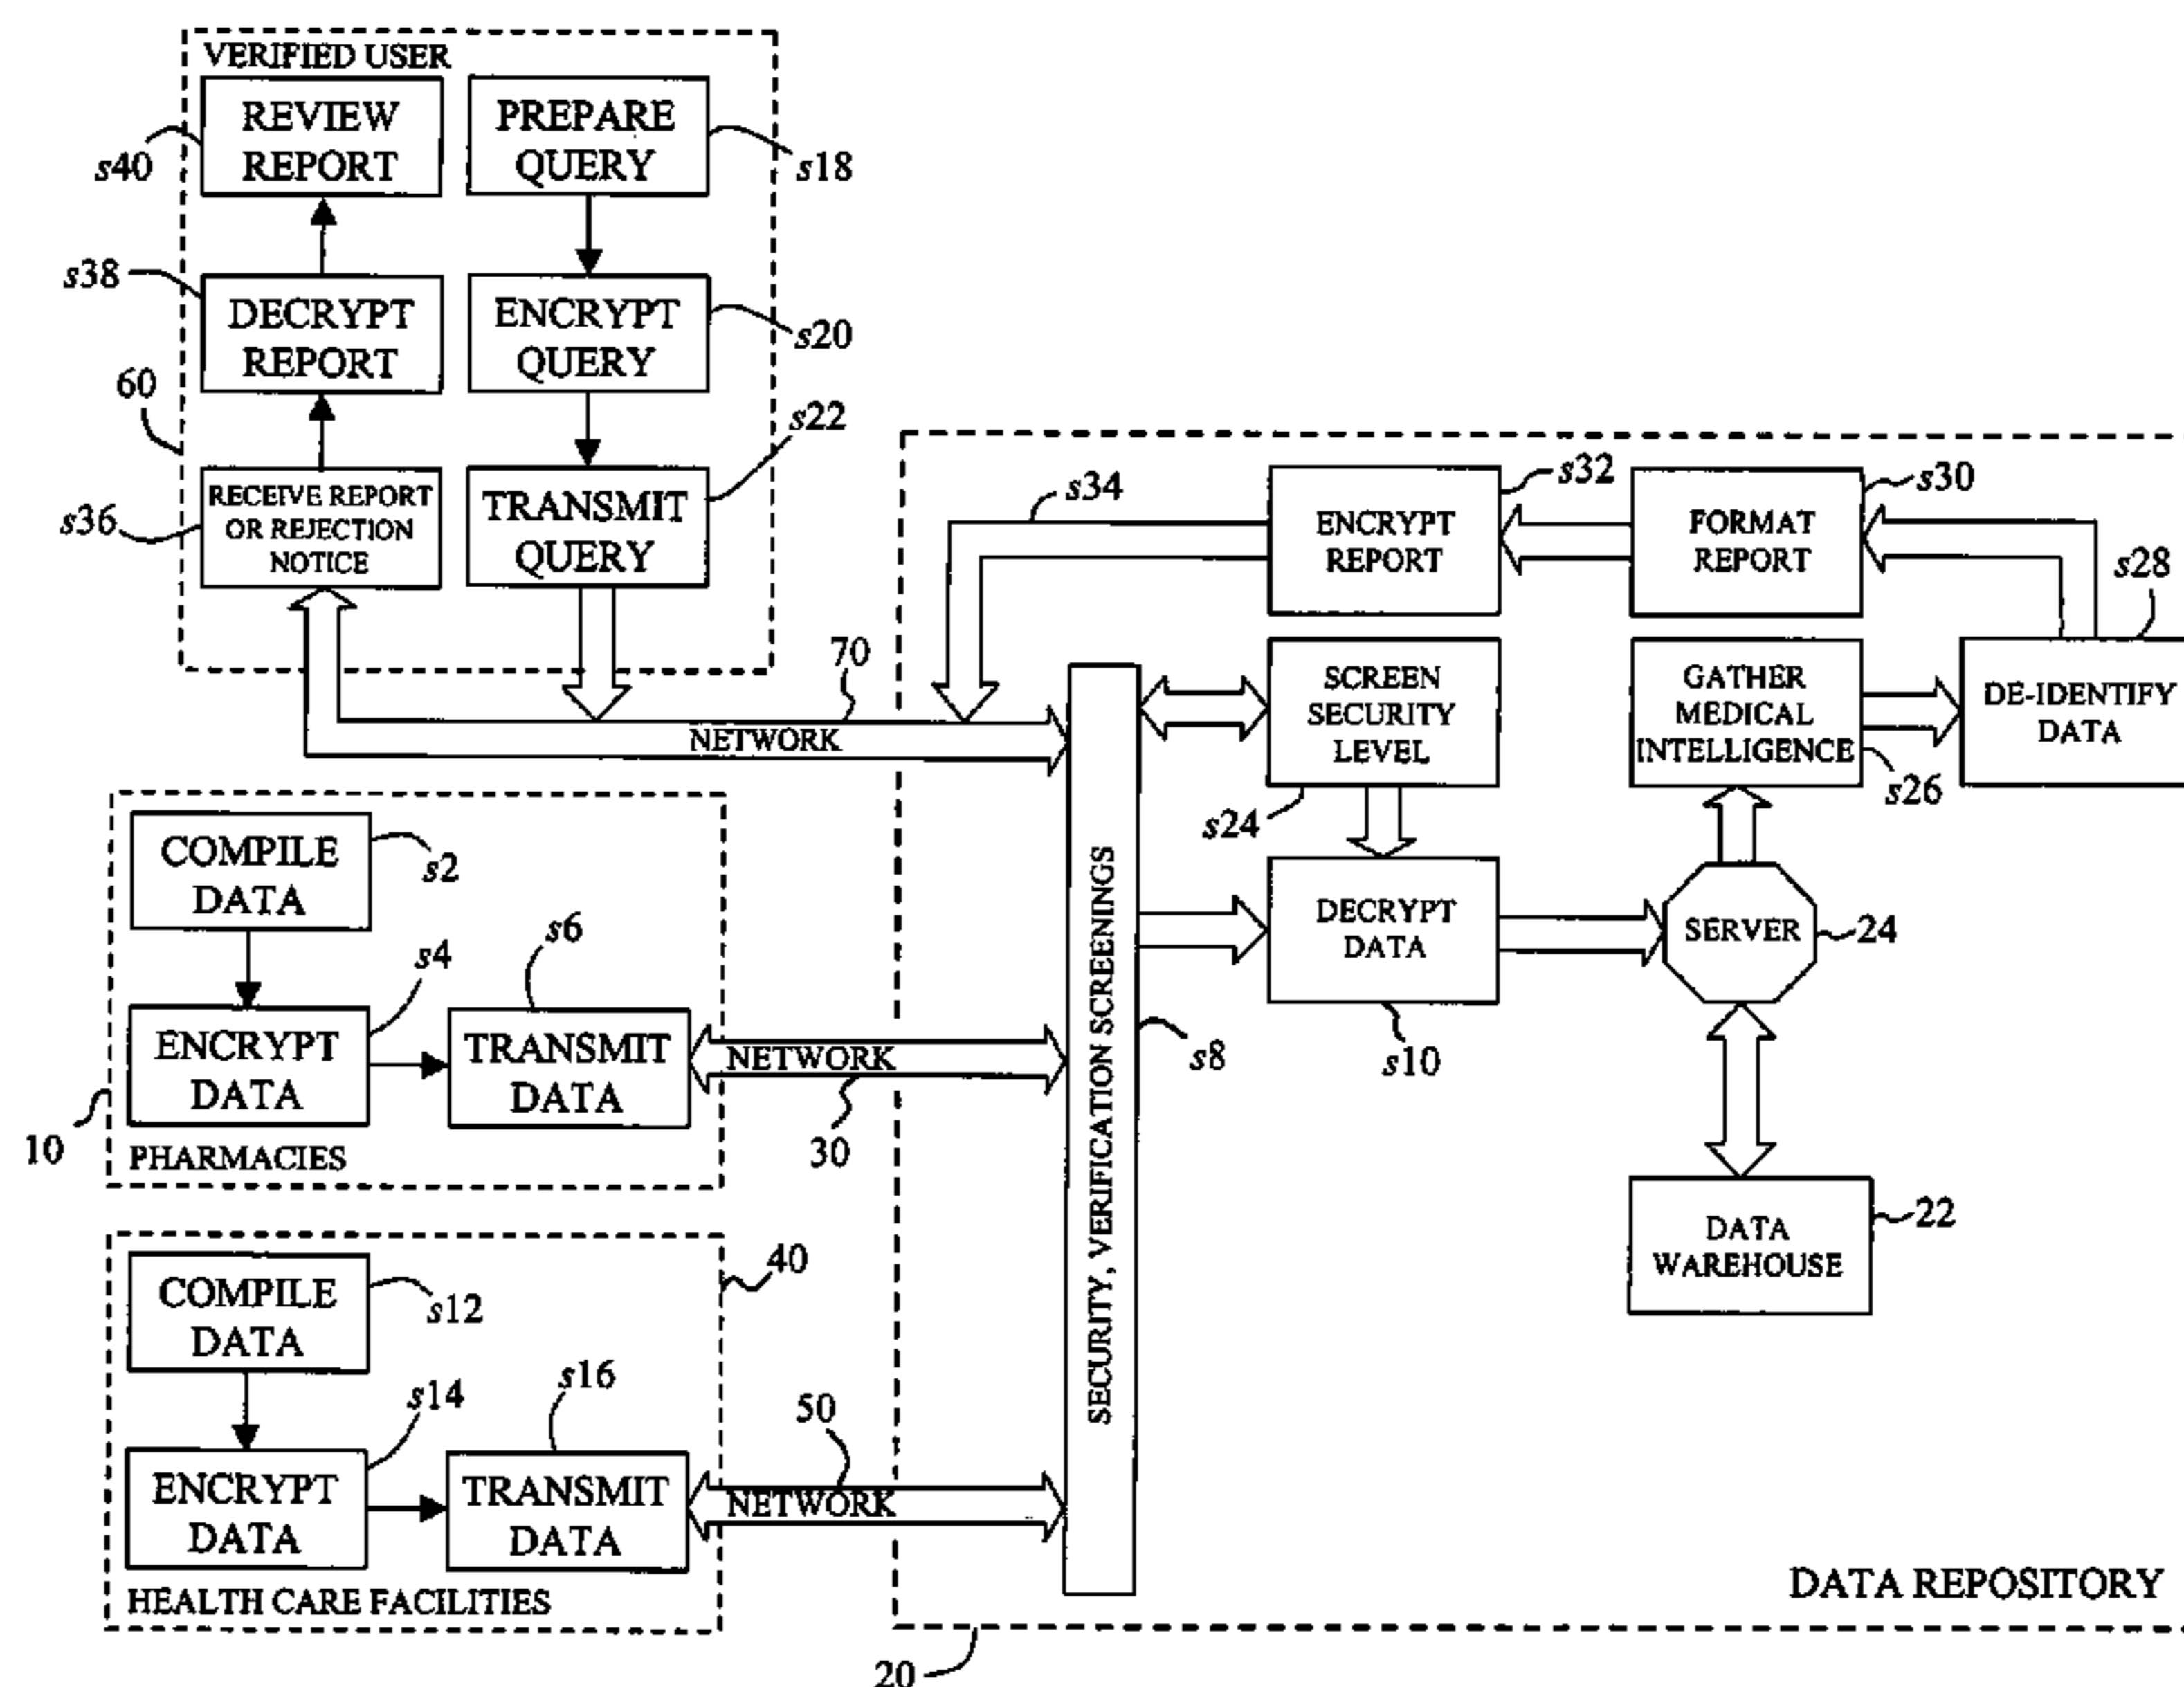 VERIFIED USER
REVIEW
REPORT
s40
PREPARE
QUERY
s18
s38
DECRYPT
REPORT
ENCRYPT
QUERY
s20
60
s22
s36
RECEIVE REPORT
OR REJECTION
NOTICE
TRANSMIT
QUERY
s34
ENCRYPT
REPORT
s32
FORMAT
REPORT
s30
s28
70
NETWORK
SCREEN
SECURITY
LEVEL
s24
GATHER
MEDICAL
INTELLIGENCE
s26
DE-IDENTIFY
DATA
COMPILE
DATA
s2
s4
s6
ENCRYPT
DATA
TRANSMIT
DATA
NETWORK
30
10
PHARMACIES
SECURITY, VERIFICATION SCREENINGS
s8
DECRYPT
DATA
s10
SERVER
24
DATA
WAREHOUSE
22
COMPILE
DATA
s12
40
s14
s16
50
ENCRYPT
DATA
TRANSMIT
DATA
NETWORK
HEALTH CARE FACILITIES
DATA REPOSITORY
20